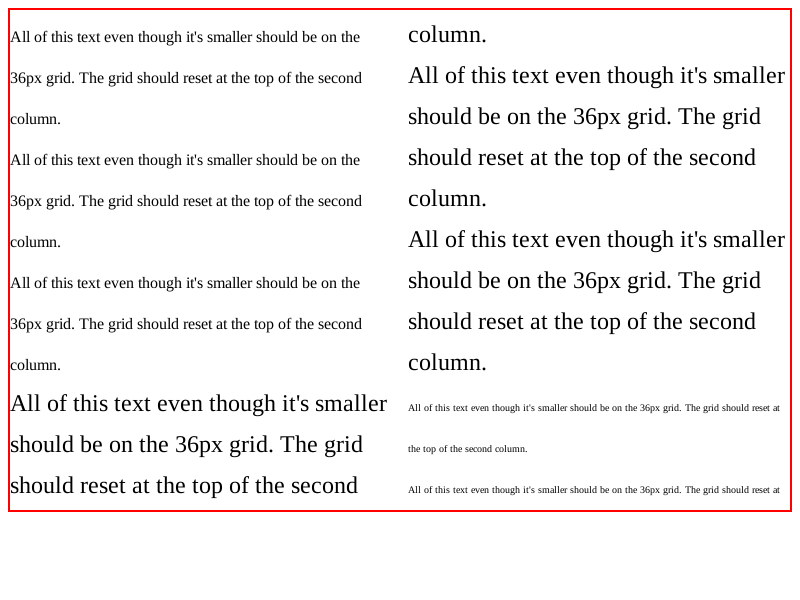 All of this text even though it's smaller should be on the
36px grid. The grid should reset at the top of the second
column.
All of this text even though it's smaller should be on the
36px grid. The grid should reset at the top of the second
column.
All of this text even though it's smaller should be on the
36px grid. The grid should reset at the top of the second
column.
All of this text even though it's smaller
should be on the 36px grid. The grid
should reset at the top of the second
column.
All of this text even though it's smaller
should be on the 36px grid. The grid
should reset at the top of the second
column.
All of this text even though it's smaller
should be on the 36px grid. The grid
should reset at the top of the second
column.
All of this text even though it's smaller should be on the 36px grid. The grid should reset at
the top of the second column.
All of this text even though it's smaller should be on the 36px grid. The grid should reset at